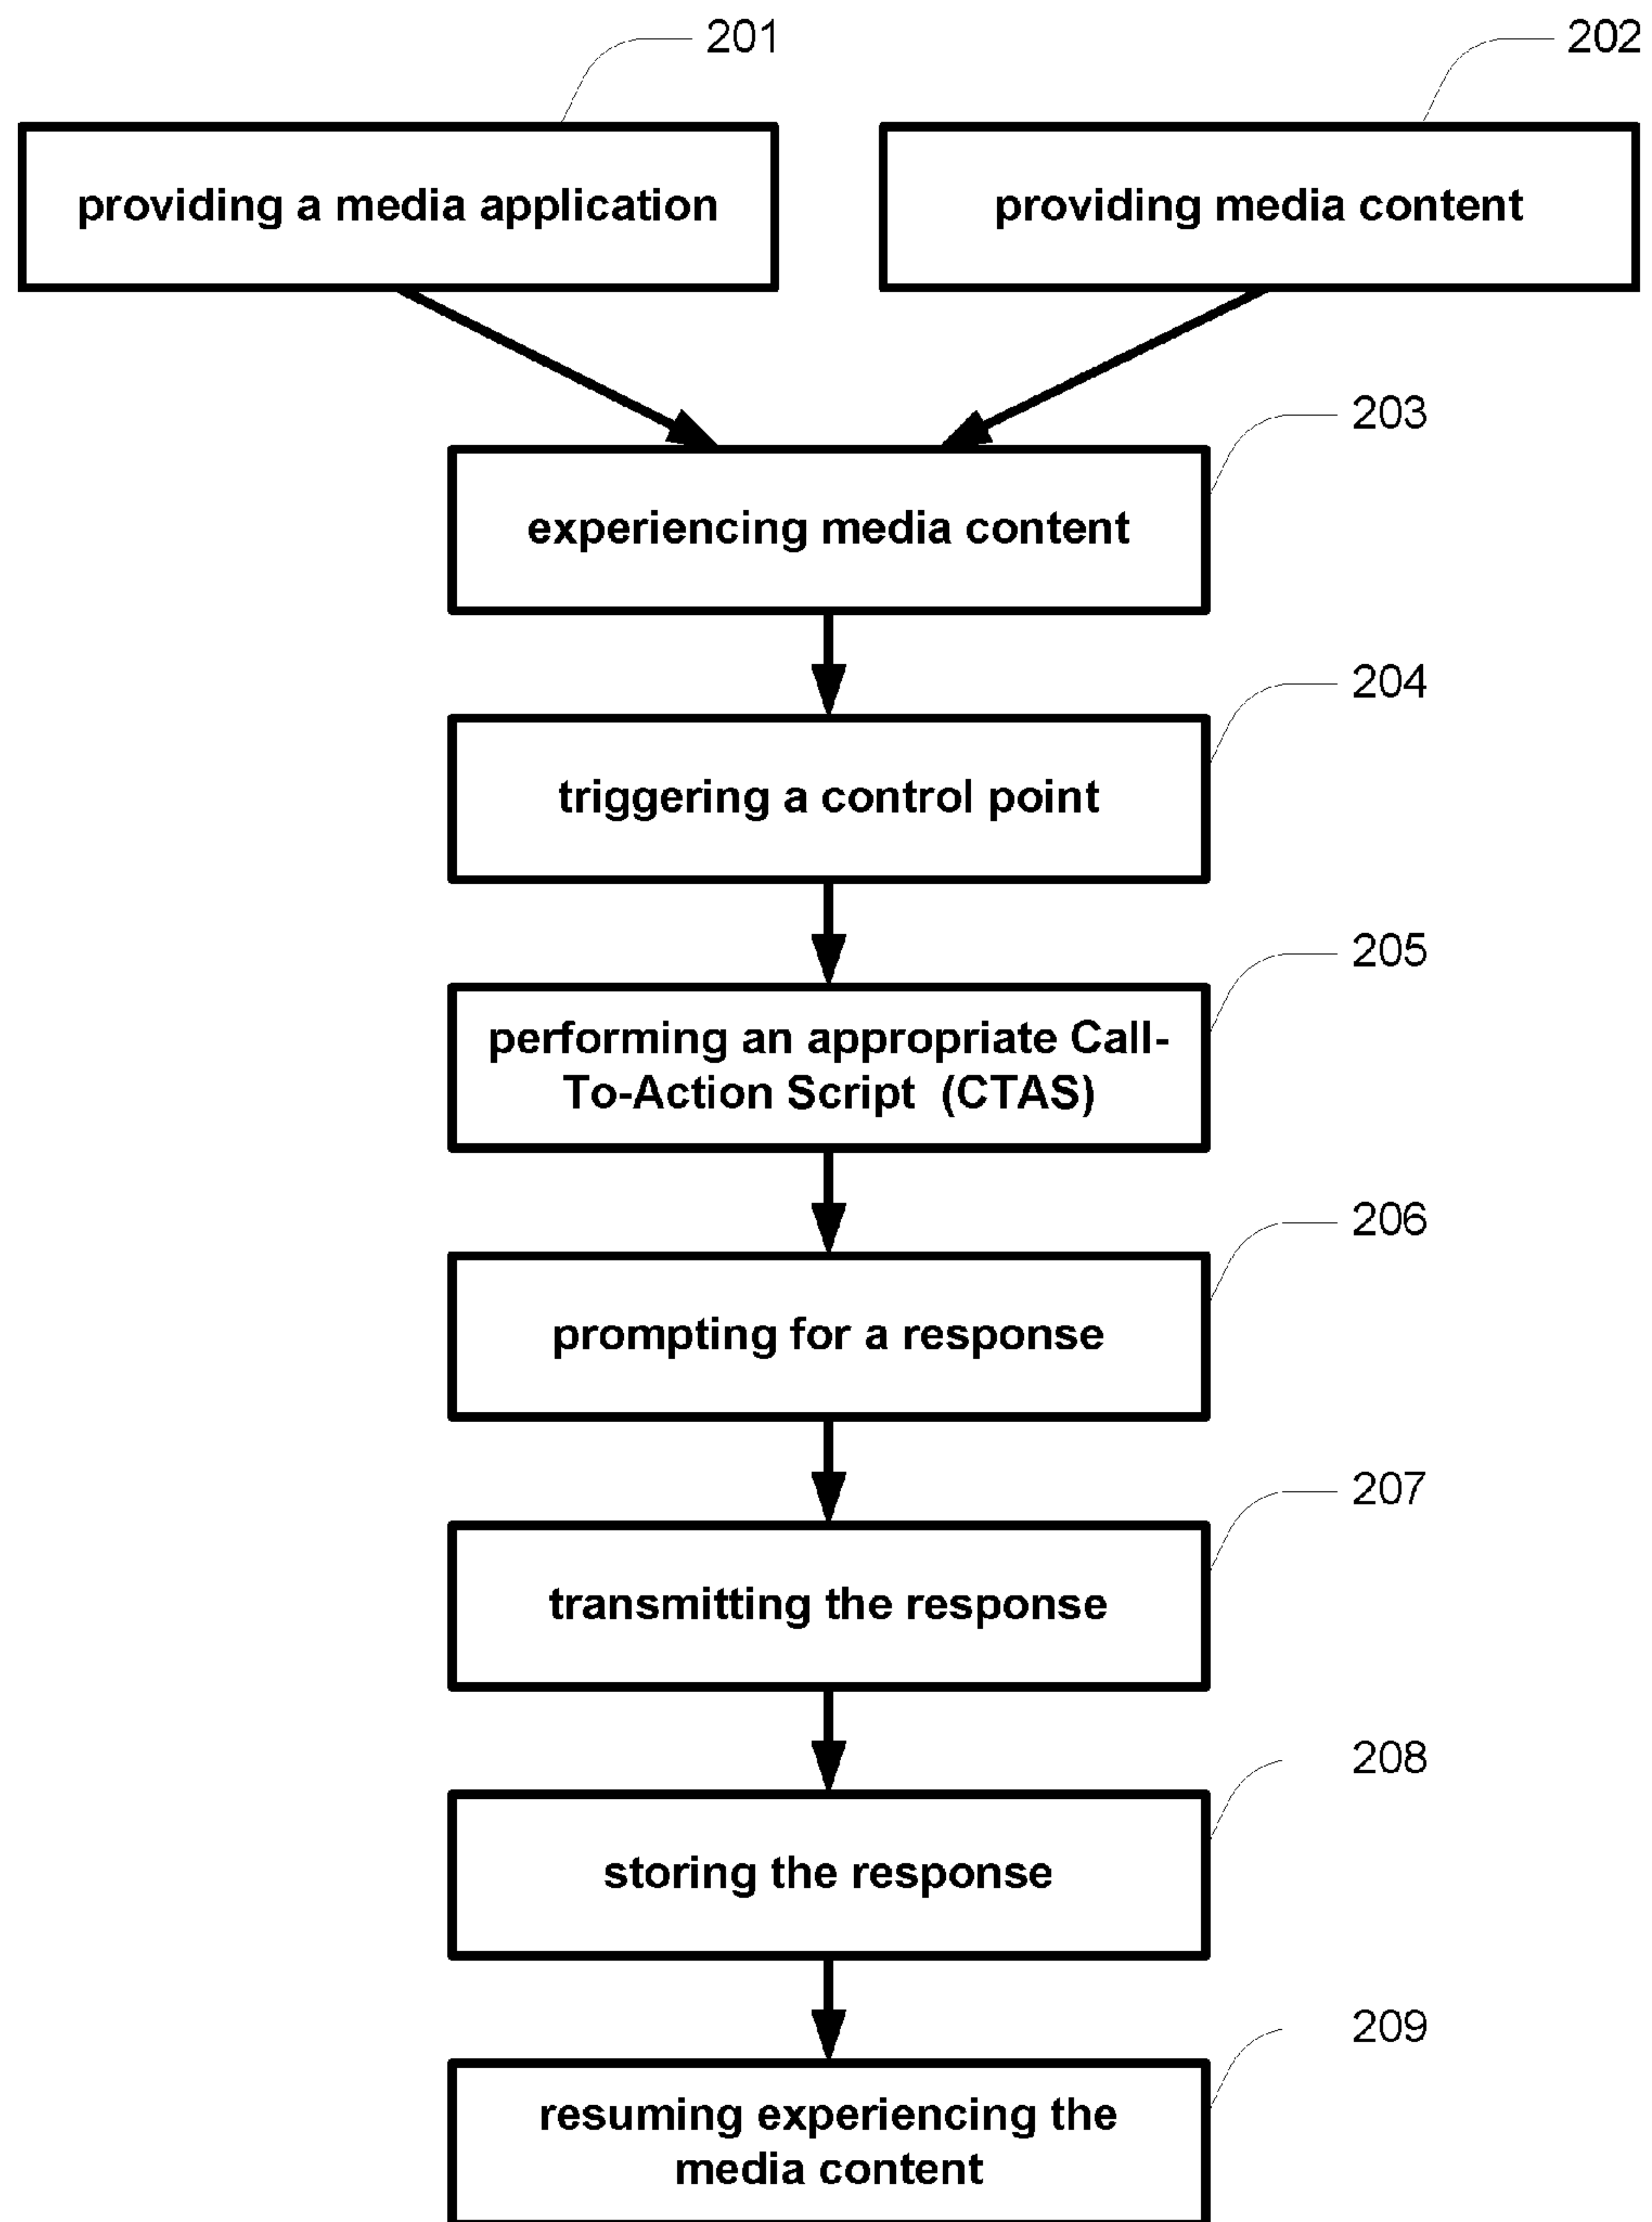 201
202
providing a media application
providing media content
203
experiencing media content
204
triggering a control point
205
performing an appropriate Call-
To-Action Script (CTAS)
206
prompting for a response
207
transmitting the response
208
storing the response
209
resuming experiencing the
media content